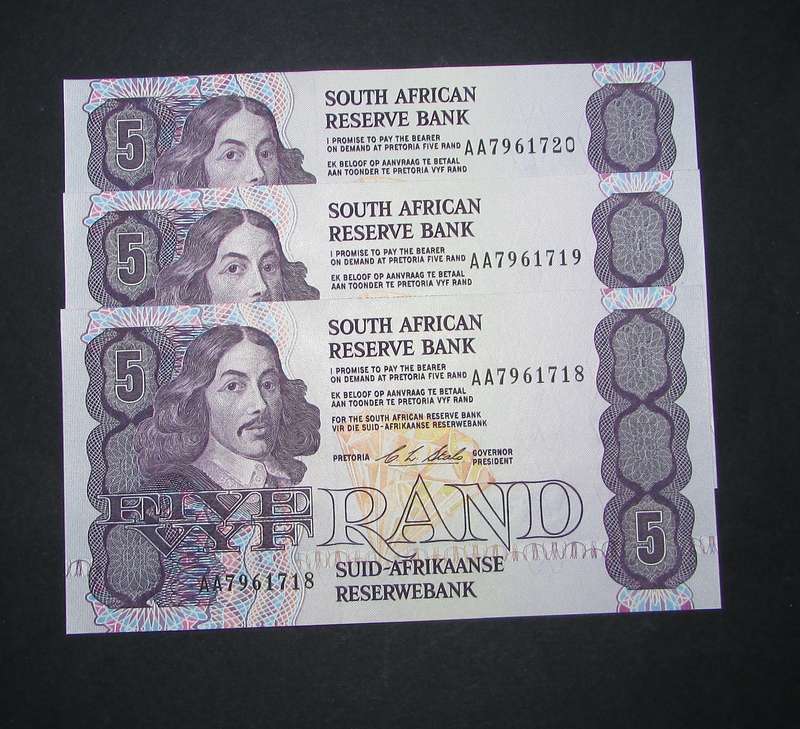 5
SOUTH AFRICAN
RESERVE BANK
I PROMISE TO PAY THE BEARER
ON DEMAND AT PRETORIA FIVE RAND AA7961720
EK BELOOF OP AANVRAAG TE BETAAL
AAN TOONDER TE PRETORIA VYF RAND
5
SOUTH AFRICAN
RESERVE BANK
I PROMISE TO PAY THE BEARER
ON DEMAND AT PRETORIA FIVE RAND AA7961719
EK BELOOF OP AANVRAAG TE BETAAL
AAN TOONDER TE PRETORIA VYF RAND
5
SOUTH AFRICAN
RESERVE BANK
I PROMISE TO PAY THE BEARER
ON DEMAND AT PRETORIA FIVE RAND AA7961718
EK BELOOF OP AANVRAAG TE BETAAL
AAN TOONDER TE PRETORIA VYF RAND
FOR THE SOUTH AFRICAN RESERVE BANK
VIR DIE SUID-AFRIKAANSE RESERWEBANK
PRETORIA GOVERNOR
PRESIDENT
FIVE RAND
VYF
5
AA7961718
SUID-AFRIKAANSE
RESERWEBANK